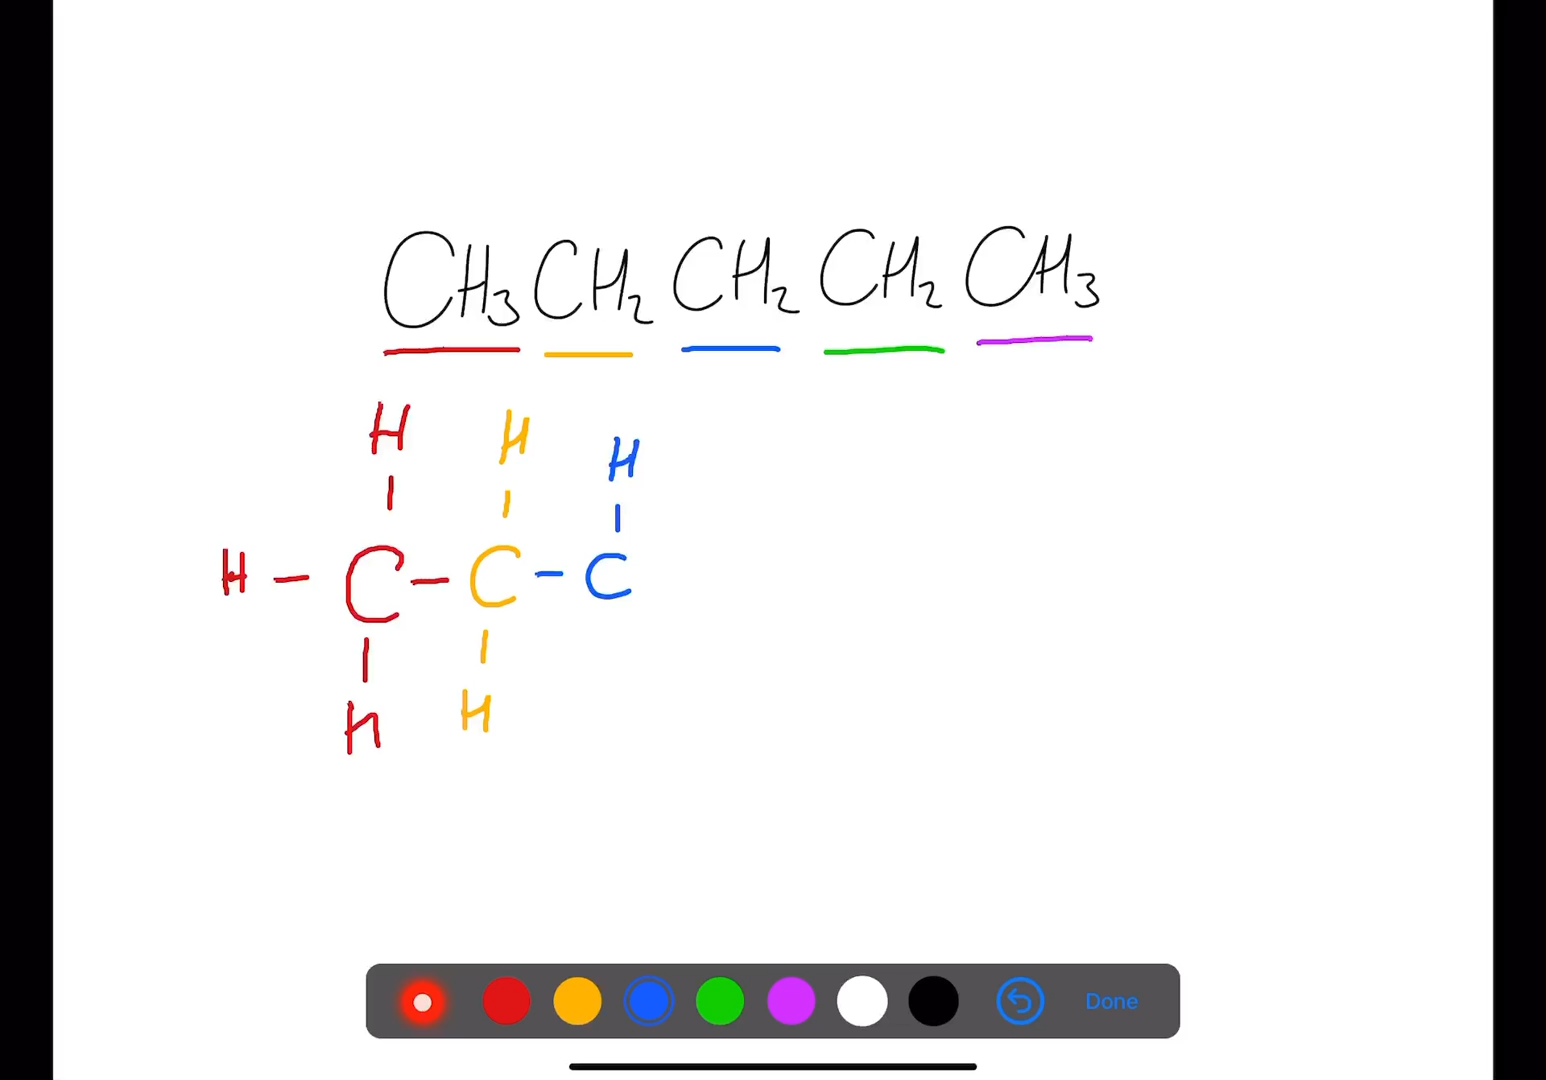 CH3CH2CH2CH2CH3
H H H
| | |
H - C - C - C
| |
H H
Done